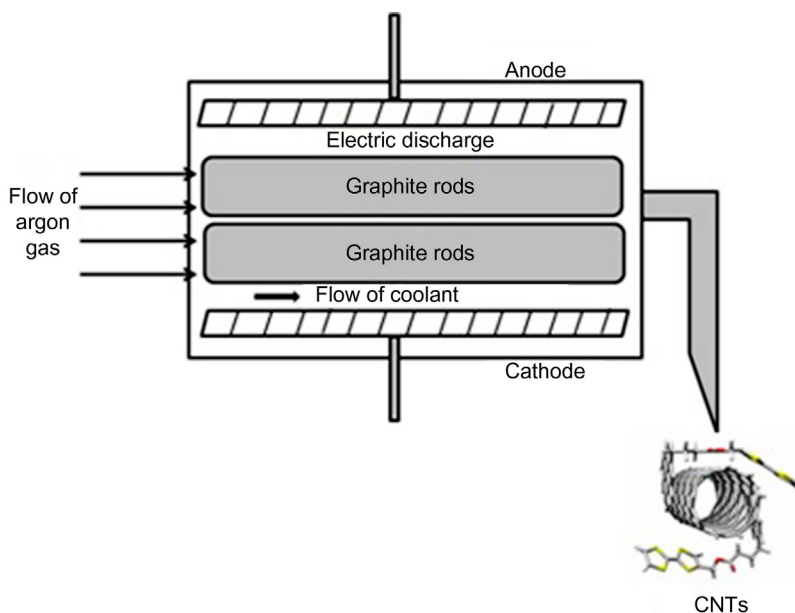 Anode
Electric discharge
Graphite rods
Flow of
argon
gas
Graphite rods
Flow of coolant
Cathode
CNTs